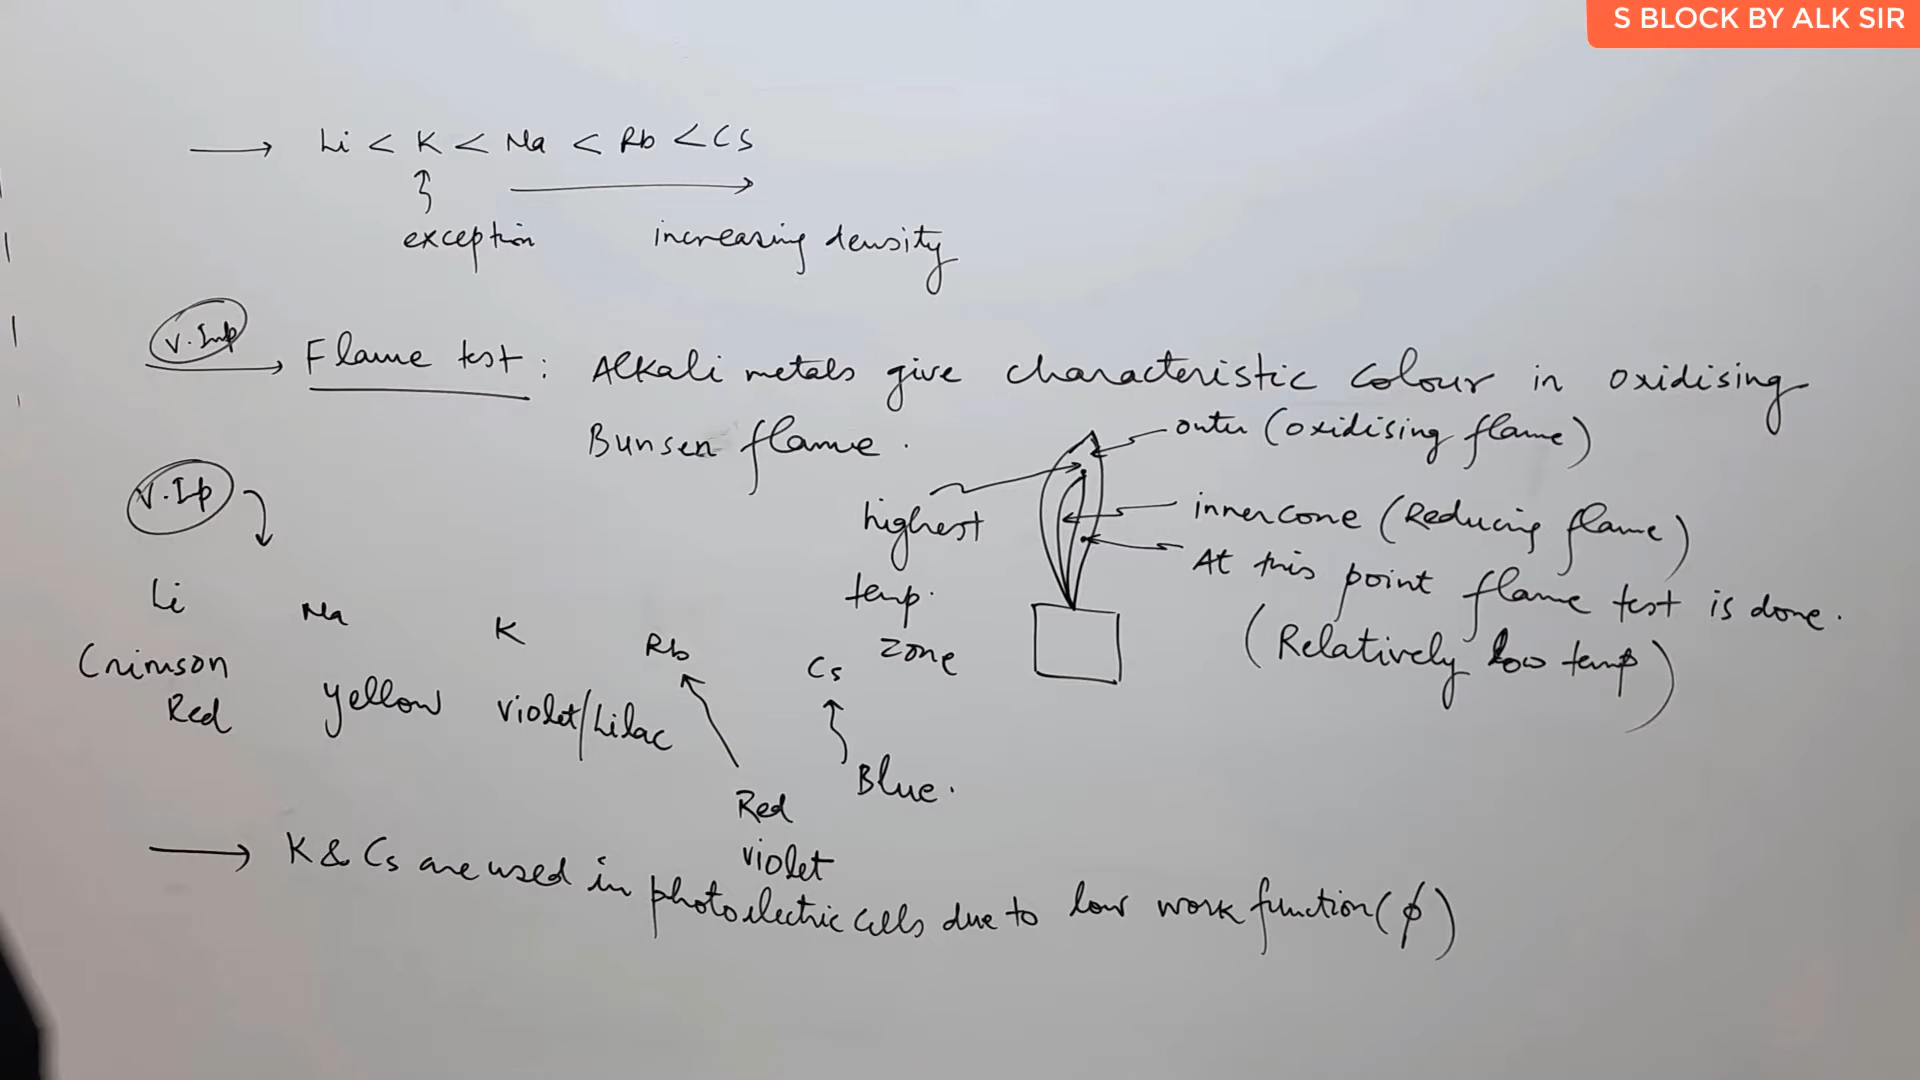 S BLOCK BY ALK SIR
→ Li < K < Na < Rb < Cs
exception increasing density
V.Imp
→ Flame test : Alkali metals give characteristic colour in oxidising
Bunsen flame.
outer (oxidising flame)
highest
temp.
zone
innercone (Reducing flame)
At this point flame test is done.
(Relatively low temp)
V.Ip
Li Na K Rb Cs
Crimson
Red
yellow
violet/Lilac
Red
violet
Blue.
→ K & Cs are used in photoelectric cells due to low work function (ϕ)